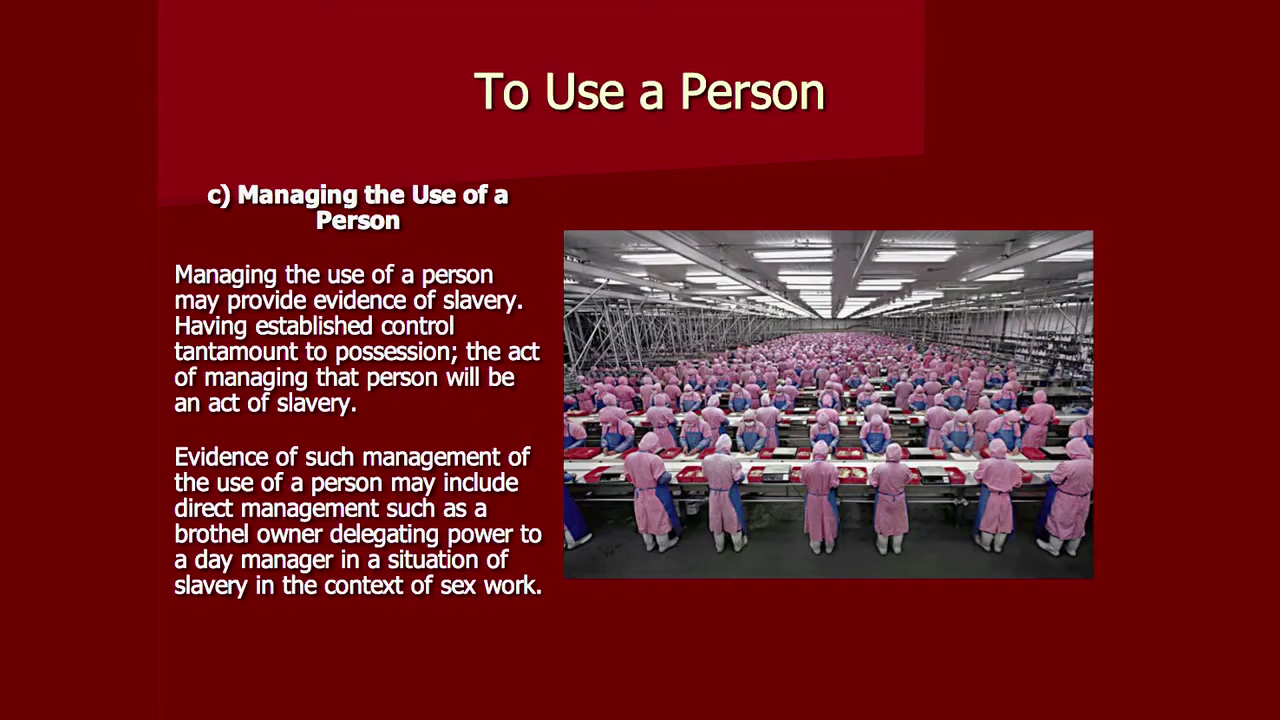 To Use a Person
c) Managing the Use of a
Person
Managing the use of a person
may provide evidence of slavery.
Having established control
tantamount to possession; the act
of managing that person will be
an act of slavery.
Evidence of such management of
the use of a person may include
direct management such as a
brothel owner delegating power to
a day manager in a situation of
slavery in the context of sex work.